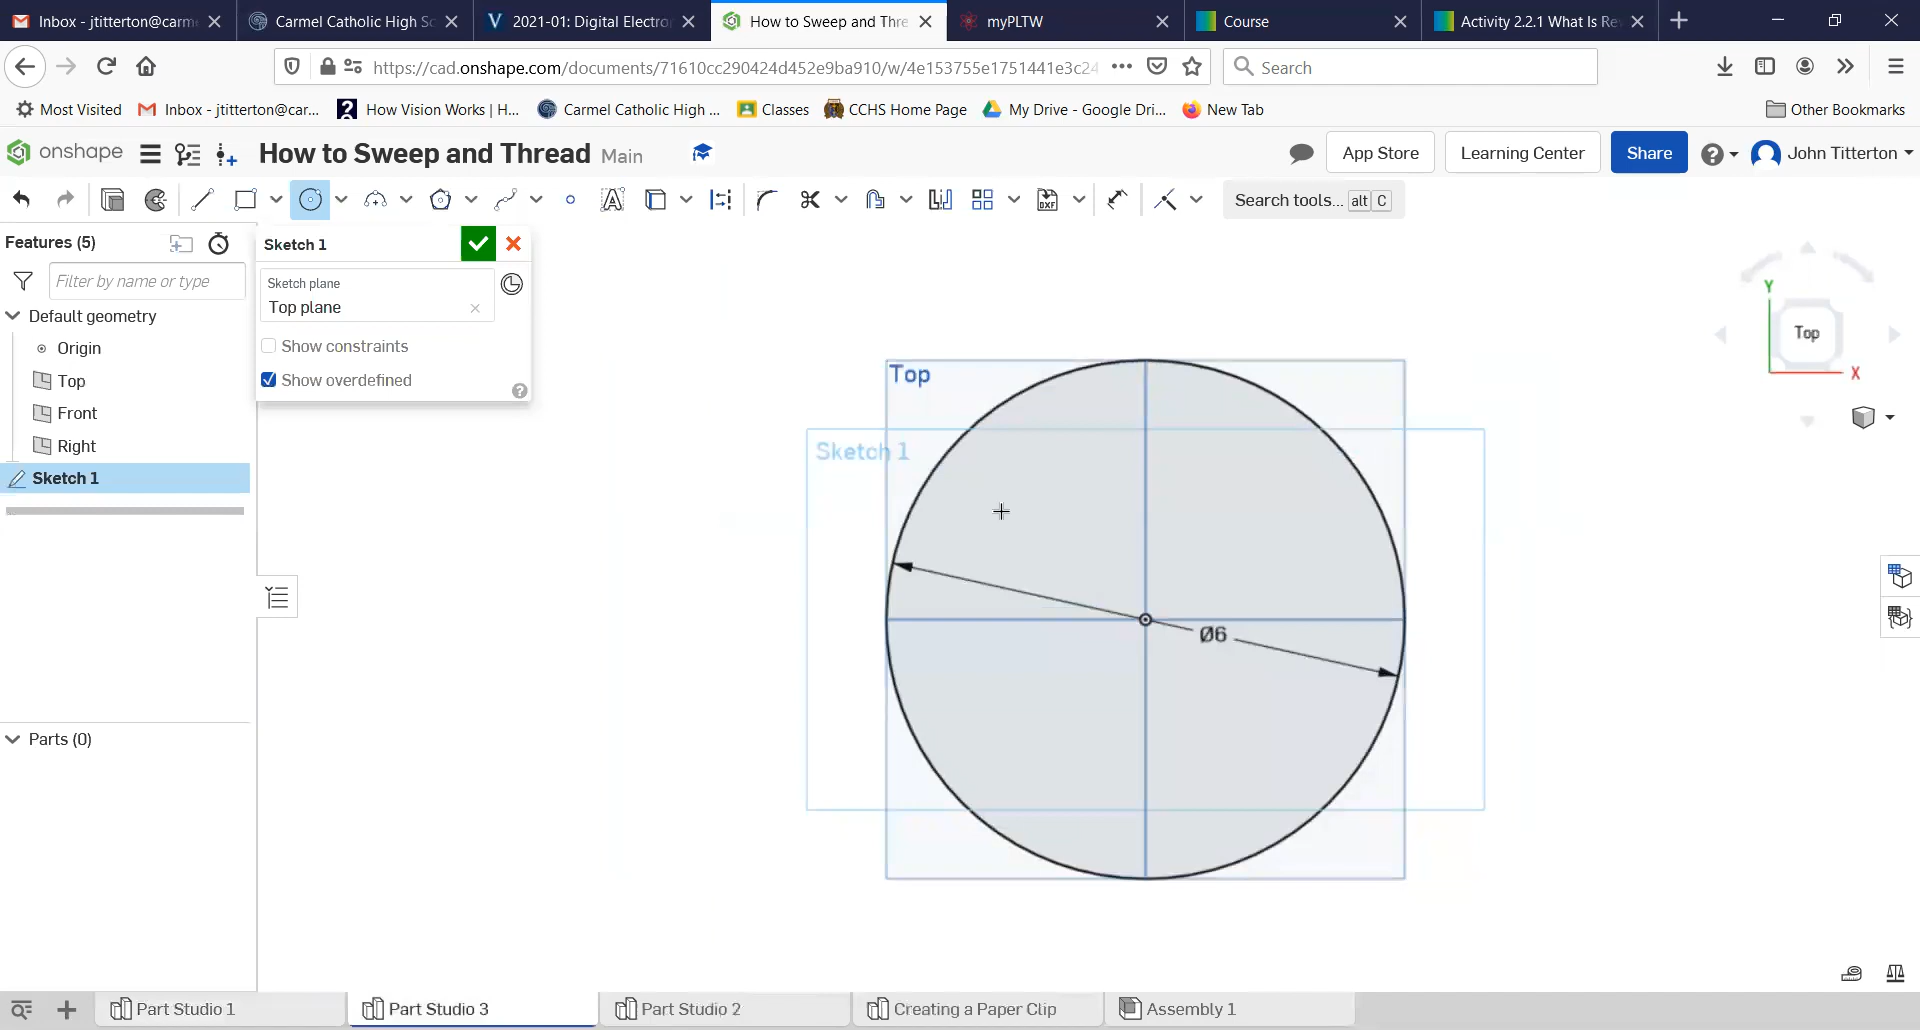 Inbox - jtitterton@carm
Carmel Catholic High Sc
2021-01: Digital Electro
How to Sweep and Thre
myPLTW
Course
Activity 2.2.1 What Is Re
https://cad.onshape.com/documents/71610cc290424d452e9ba910/w/4e153755e1751441e3c24
Search
Most Visited
Inbox - jtitterton@car...
How Vision Works | H...
Carmel Catholic High ...
Classes
CCHS Home Page
My Drive - Google Dri...
New Tab
Other Bookmarks
onshape
How to Sweep and Thread Main
App Store
Learning Center
Share
John Titterton
Search tools... alt C
Features (5)
Filter by name or type
Default geometry
Origin
Top
Front
Right
Sketch 1
Parts (0)
Sketch 1
Sketch plane
Top plane
Show constraints
Show overdefined
Top
Sketch 1
Ø6
Y
Top
X
Part Studio 1
Part Studio 3
Part Studio 2
Creating a Paper Clip
Assembly 1